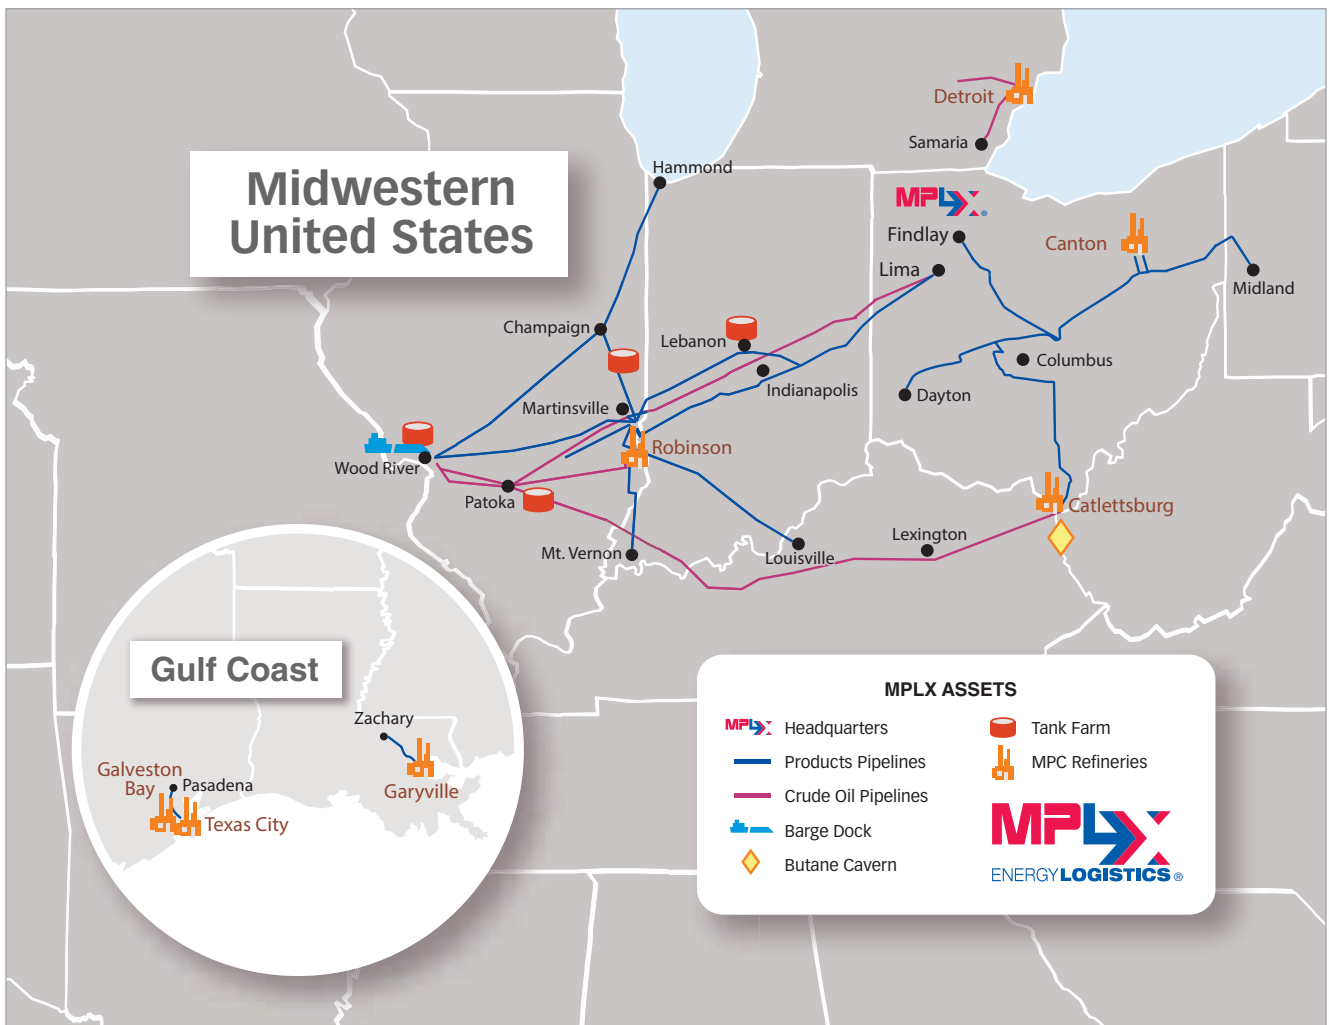 Midwestern
United States
Detroit
Samaria
Hammond
MPLX®
Findlay
Canton
Lima
Midland
Champaign
Lebanon
Columbus
Indianapolis
Dayton
Martinsville
Robinson
Wood River
Patoka
Catlettsburg
Lexington
Mt. Vernon
Louisville
Gulf Coast
Zachary
Galveston
Bay
Pasadena
Garyville
Texas City
MPLX ASSETS
MPLX Headquarters
Products Pipelines
Crude Oil Pipelines
Barge Dock
Butane Cavern
Tank Farm
MPC Refineries
MPLX
ENERGYLOGISTICS®